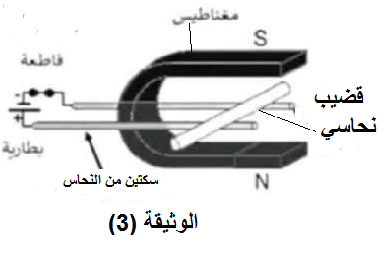 مغناطيس
S
قاطعة
-
+
بطارية
قضيب
نحاسي
سكتين من النحاس
N
الوثيقة (3)